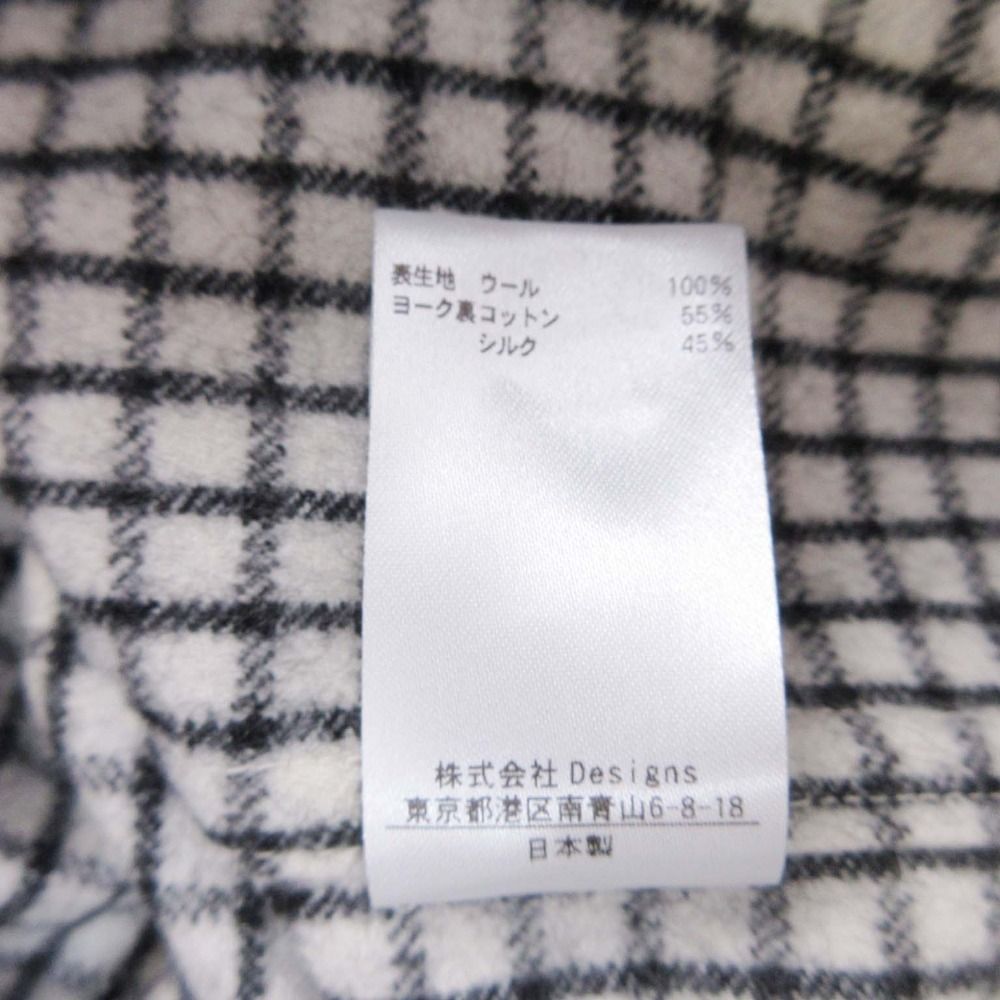 表生地 ウール 100%
ヨーク裏コットン 55%
シルク 45%
株式会社 Designs
東京都港区南青山6-8-18
日本製